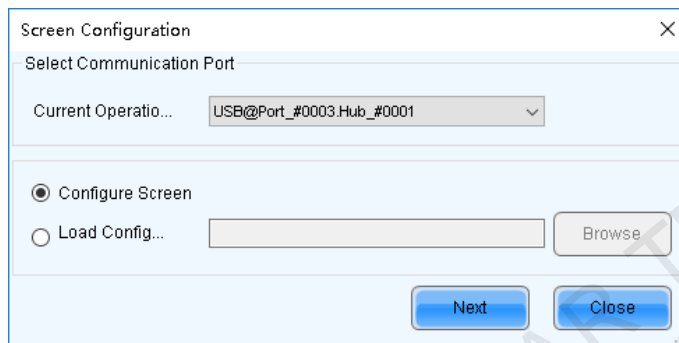 Screen Configuration
Select Communication Port
Current Operatio... USB@Port_#0003.Hub_#0001
Configure Screen
Load Config... Browse
Next Close